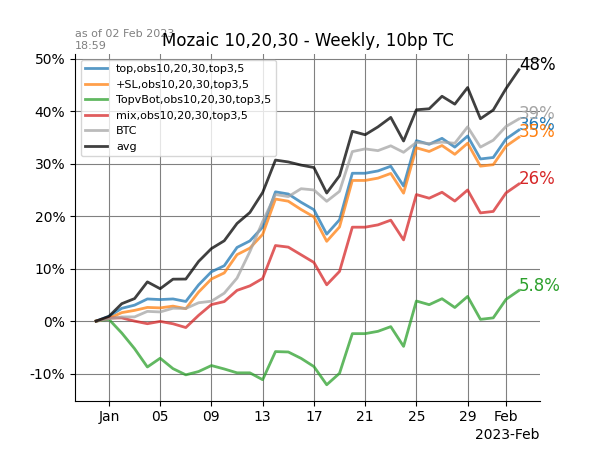 as of 02 Feb 2023
18:59
Mozaic 10,20,30 - Weekly, 10bp TC
50%
40%
30%
20%
10%
0%
-10%
top,obs10,20,30,top3,5
+SL,obs10,20,30,top3,5
TopvBot,obs10,20,30,top3,5
mix,obs10,20,30,top3,5
BTC
avg
48%
39%
36%
35%
26%
5.8%
Jan 05 09 13 17 21 25 29 Feb
2023-Feb